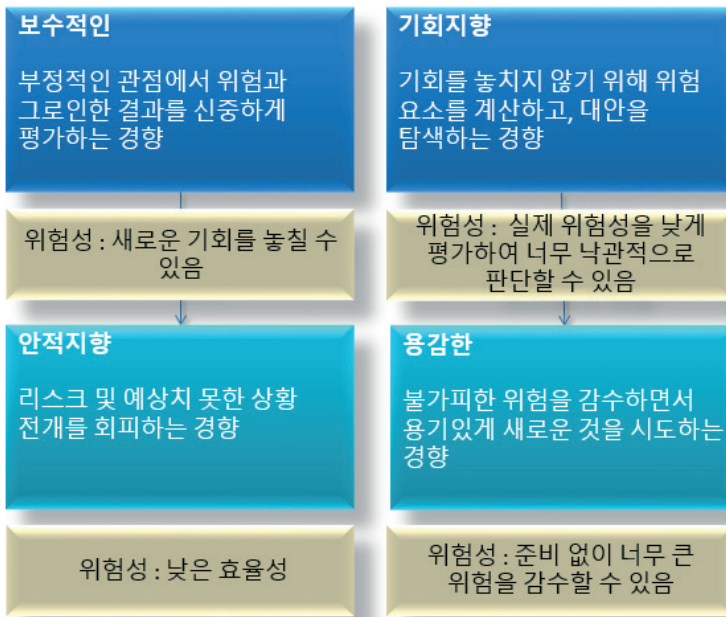 보수적인
부정적인 관점에서 위험과
그로인한 결과를 신중하게
평가하는 경향
위험성 : 새로운 기회를 놓칠 수
있음
안적지향
리스크 및 예상치 못한 상황
전개를 회피하는 경향
위험성 : 낮은 효율성
기회지향
기회를 놓치지 않기 위해 위험
요소를 계산하고, 대안을
탐색하는 경향
위험성 : 실제 위험성을 낮게
평가하여 너무 낙관적으로
판단할 수 있음
용감한
불가피한 위험을 감수하면서
용기있게 새로운 것을 시도하는
경향
위험성 : 준비 없이 너무 큰
위험을 감수할 수 있음